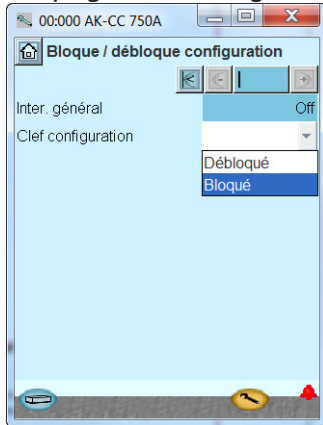 00:000 AK-CC 750A
Bloque / débloque configuration
Inter. général Off
Clef configuration
Débloqué
Bloqué